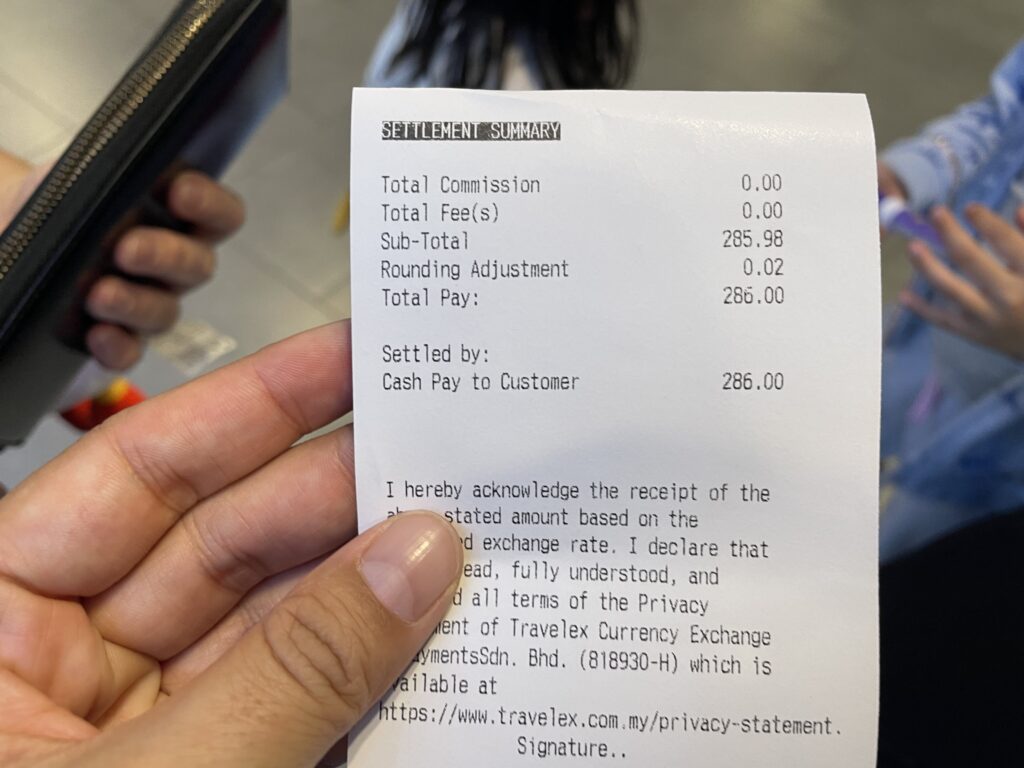 SETTLEMENT SUMMARY
Total Commission 0.00
Total Fee(s) 0.00
Sub-Total 285.98
Rounding Adjustment 0.02
Total Pay: 286.00
Settled by:
Cash Pay to Customer 286.00
I hereby acknowledge the receipt of the
stated amount based on the
exchange rate. I declare that
fully understood, and
all terms of the Privacy
of Travelex Currency Exchange
Sdn. Bhd. (818930-H) which is
at
https://www.travelex.com.my/privacy-statement.
Signature..